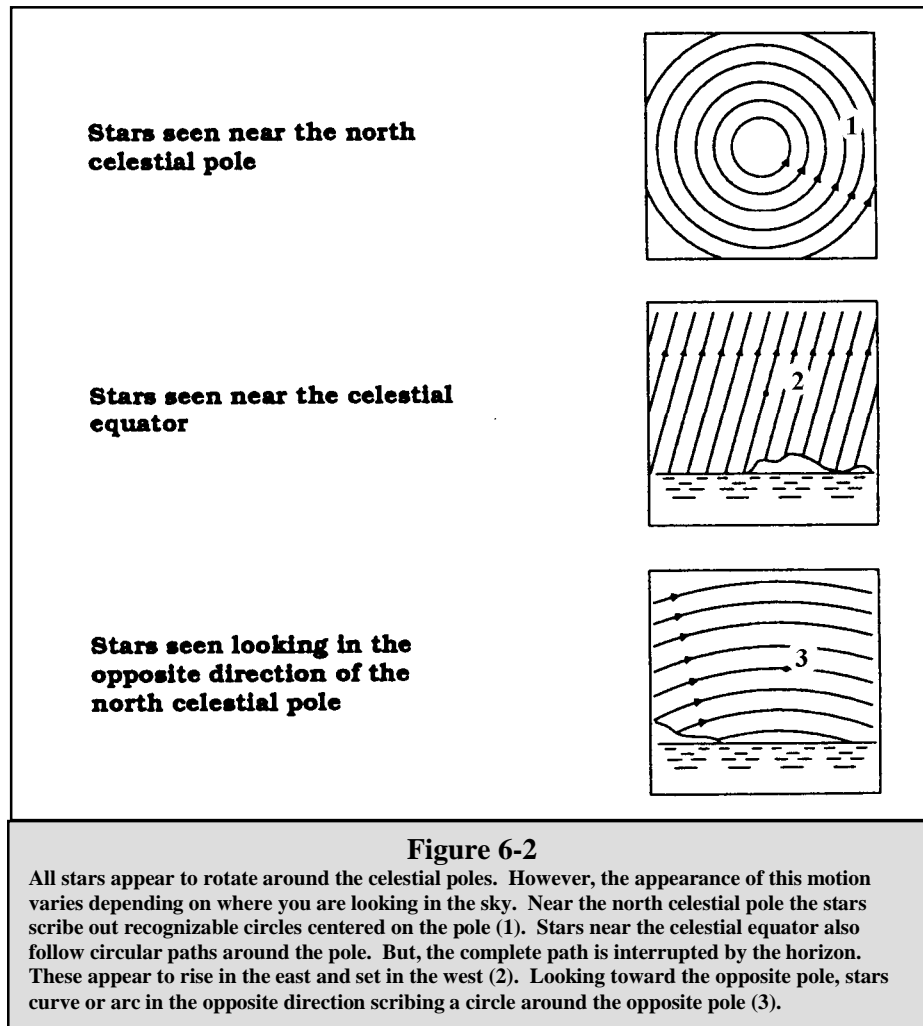 Stars seen near the north
celestial pole
1
Stars seen near the celestial
equator
2
Stars seen looking in the
opposite direction of the
north celestial pole
3
Figure 6-2
All stars appear to rotate around the celestial poles. However, the appearance of this motion
varies depending on where you are looking in the sky. Near the north celestial pole the stars
scribe out recognizable circles centered on the pole (1). Stars near the celestial equator also
follow circular paths around the pole. But, the complete path is interrupted by the horizon.
These appear to rise in the east and set in the west (2). Looking toward the opposite pole, stars
curve or arc in the opposite direction scribing a circle around the opposite pole (3).